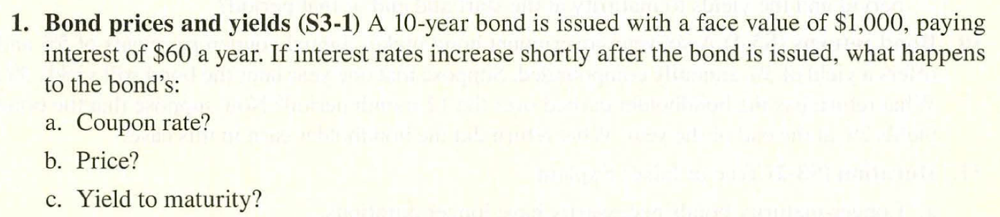 1. Bond prices and yields (S3-1) A 10-year bond is issued with a face value of $1,000, paying
interest of $60 a year. If interest rates increase shortly after the bond is issued, what happens
to the bond's:
a. Coupon rate?
b. Price?
c. Yield to maturity?